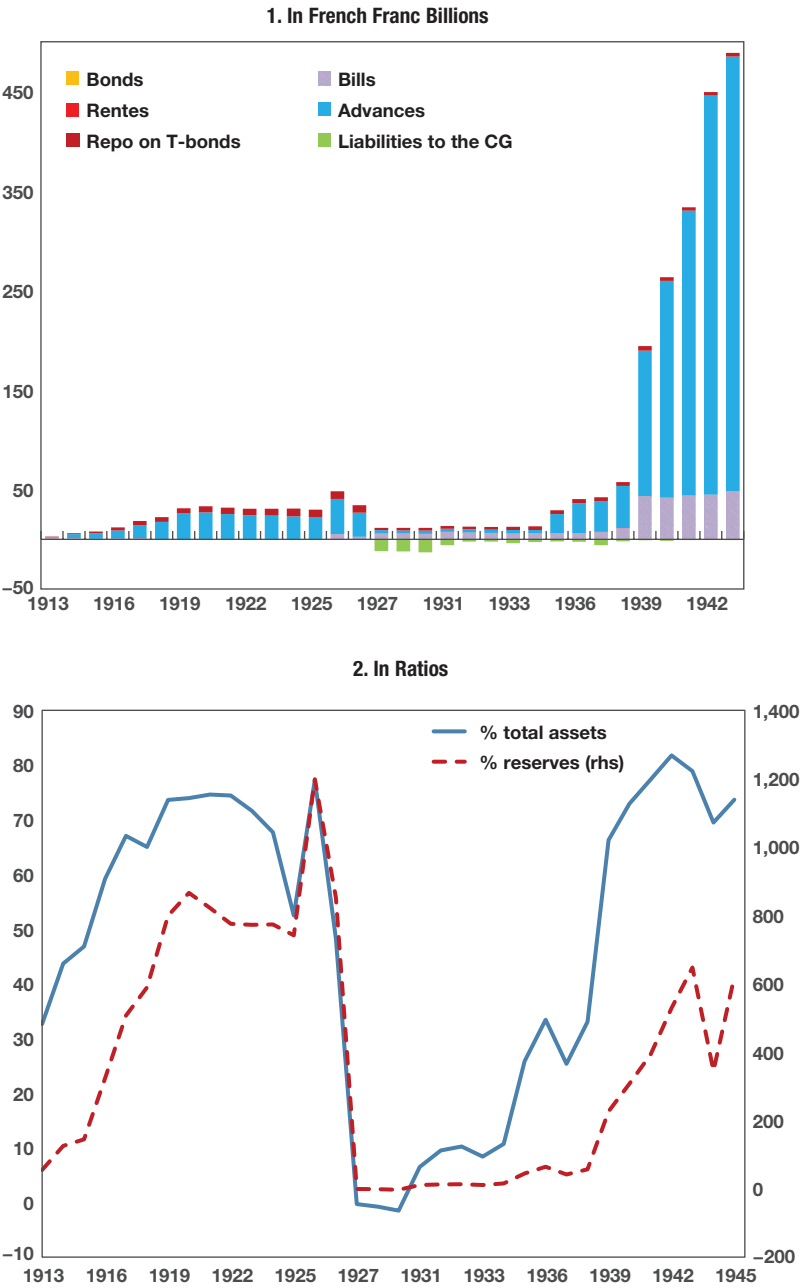 1. In French Franc Billions
Bonds Bills
Rentes Advances
Repo on T-bonds Liabilities to the CG
450
350
250
150
50
–50
1913 1916 1919 1922 1925 1927 1931 1933 1936 1939 1942
2. In Ratios
% total assets
% reserves (rhs)
90 1,400
80 1,200
70 1,000
60 800
50 600
40 400
30 200
20 0
10 –200
0
–10
1913 1916 1919 1922 1925 1927 1931 1933 1936 1939 1942 1945